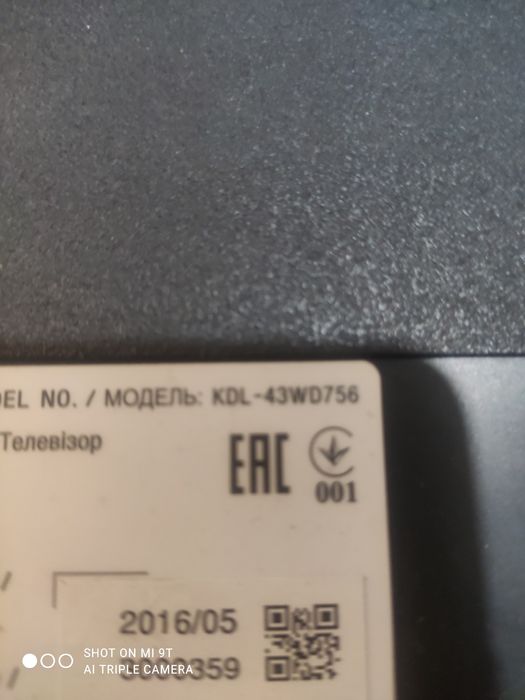 DEL NO. / МОДЕЛЬ: KDL-43WD756
Телевізор
EAC
001
2016/05
SHOT ON MI 9T
AI TRIPLE CAMERA